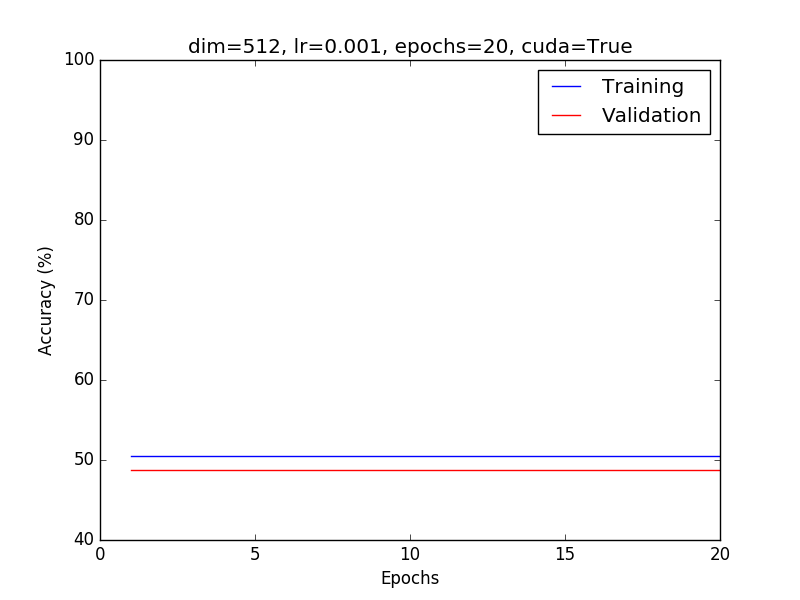 dim=512, lr=0.001, epochs=20, cuda=True
100
90
80
70
60
50
40
Accuracy (%)
Training
Validation
0 5 10 15 20
Epochs